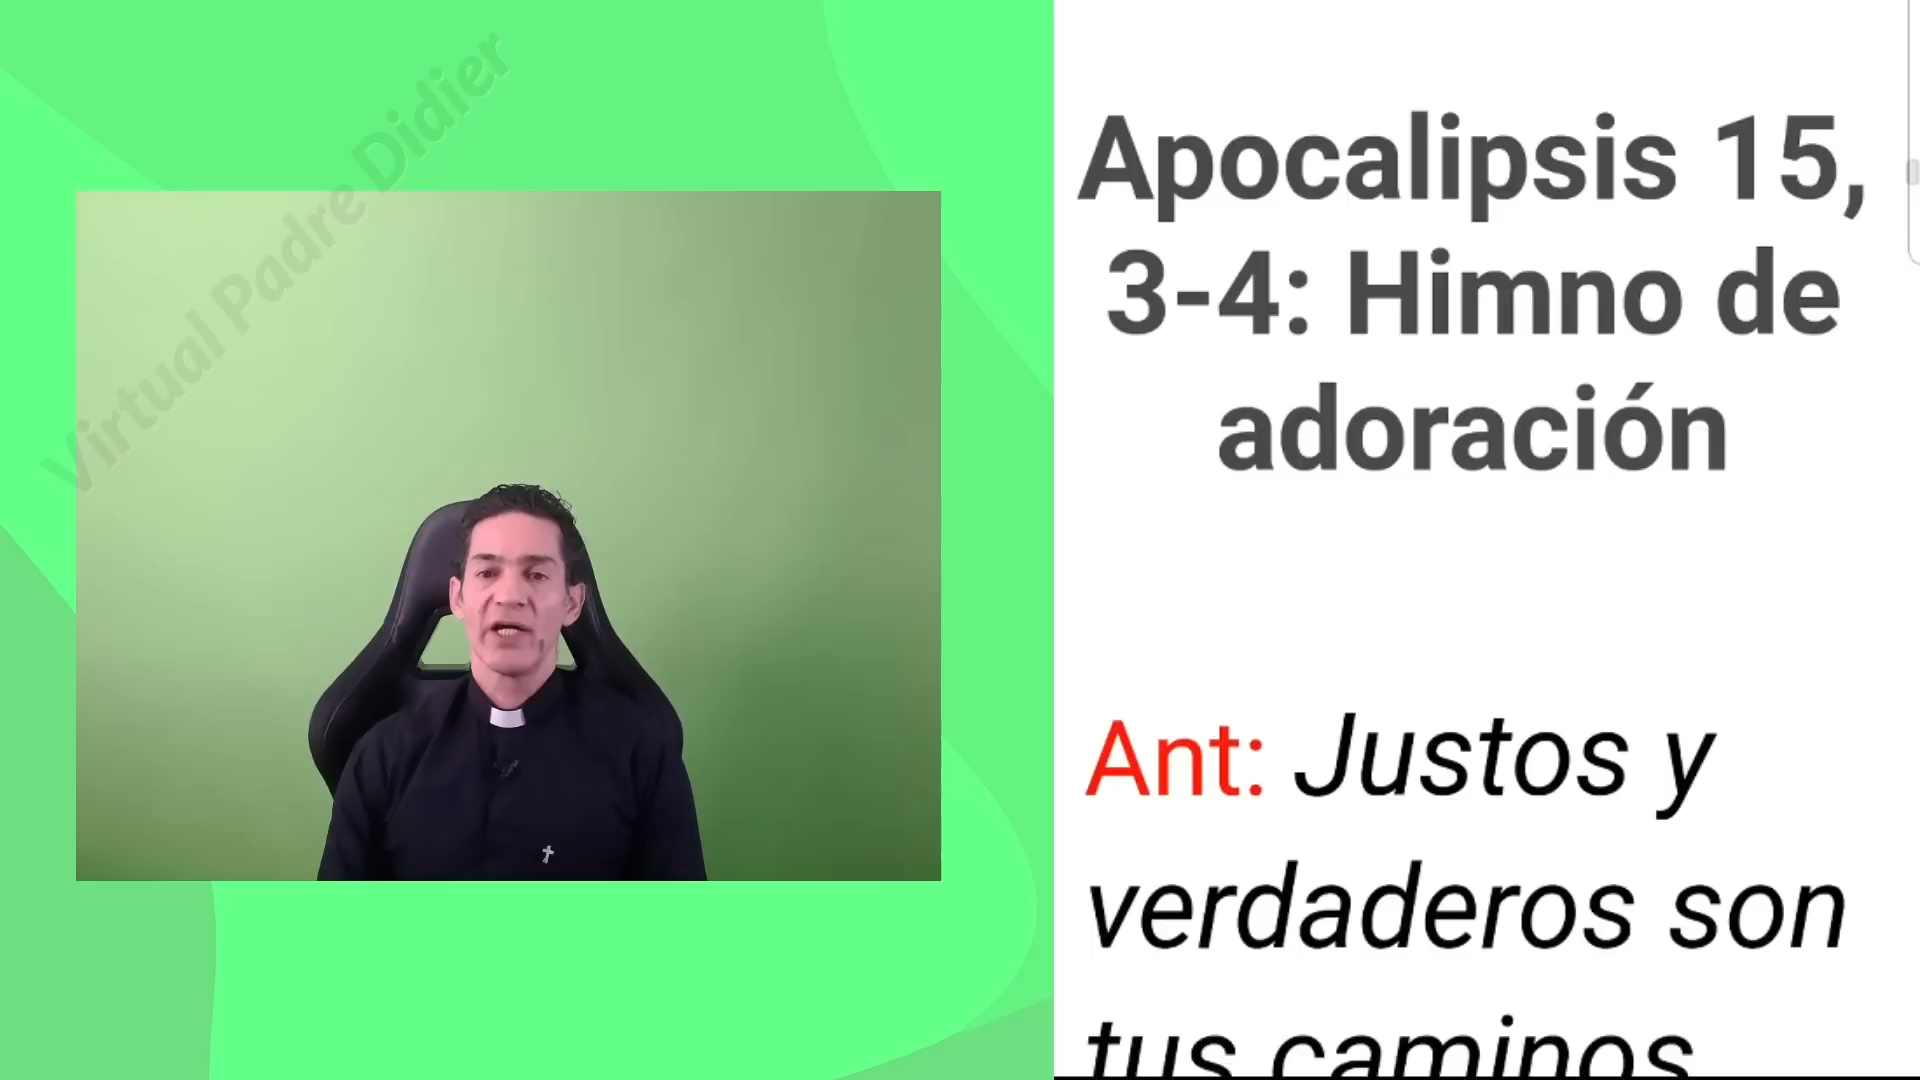 Virtual Padre Didier
Apocalipsis 15,
3-4: Himno de
adoración
Ant: Justos y
verdaderos son
tus caminos